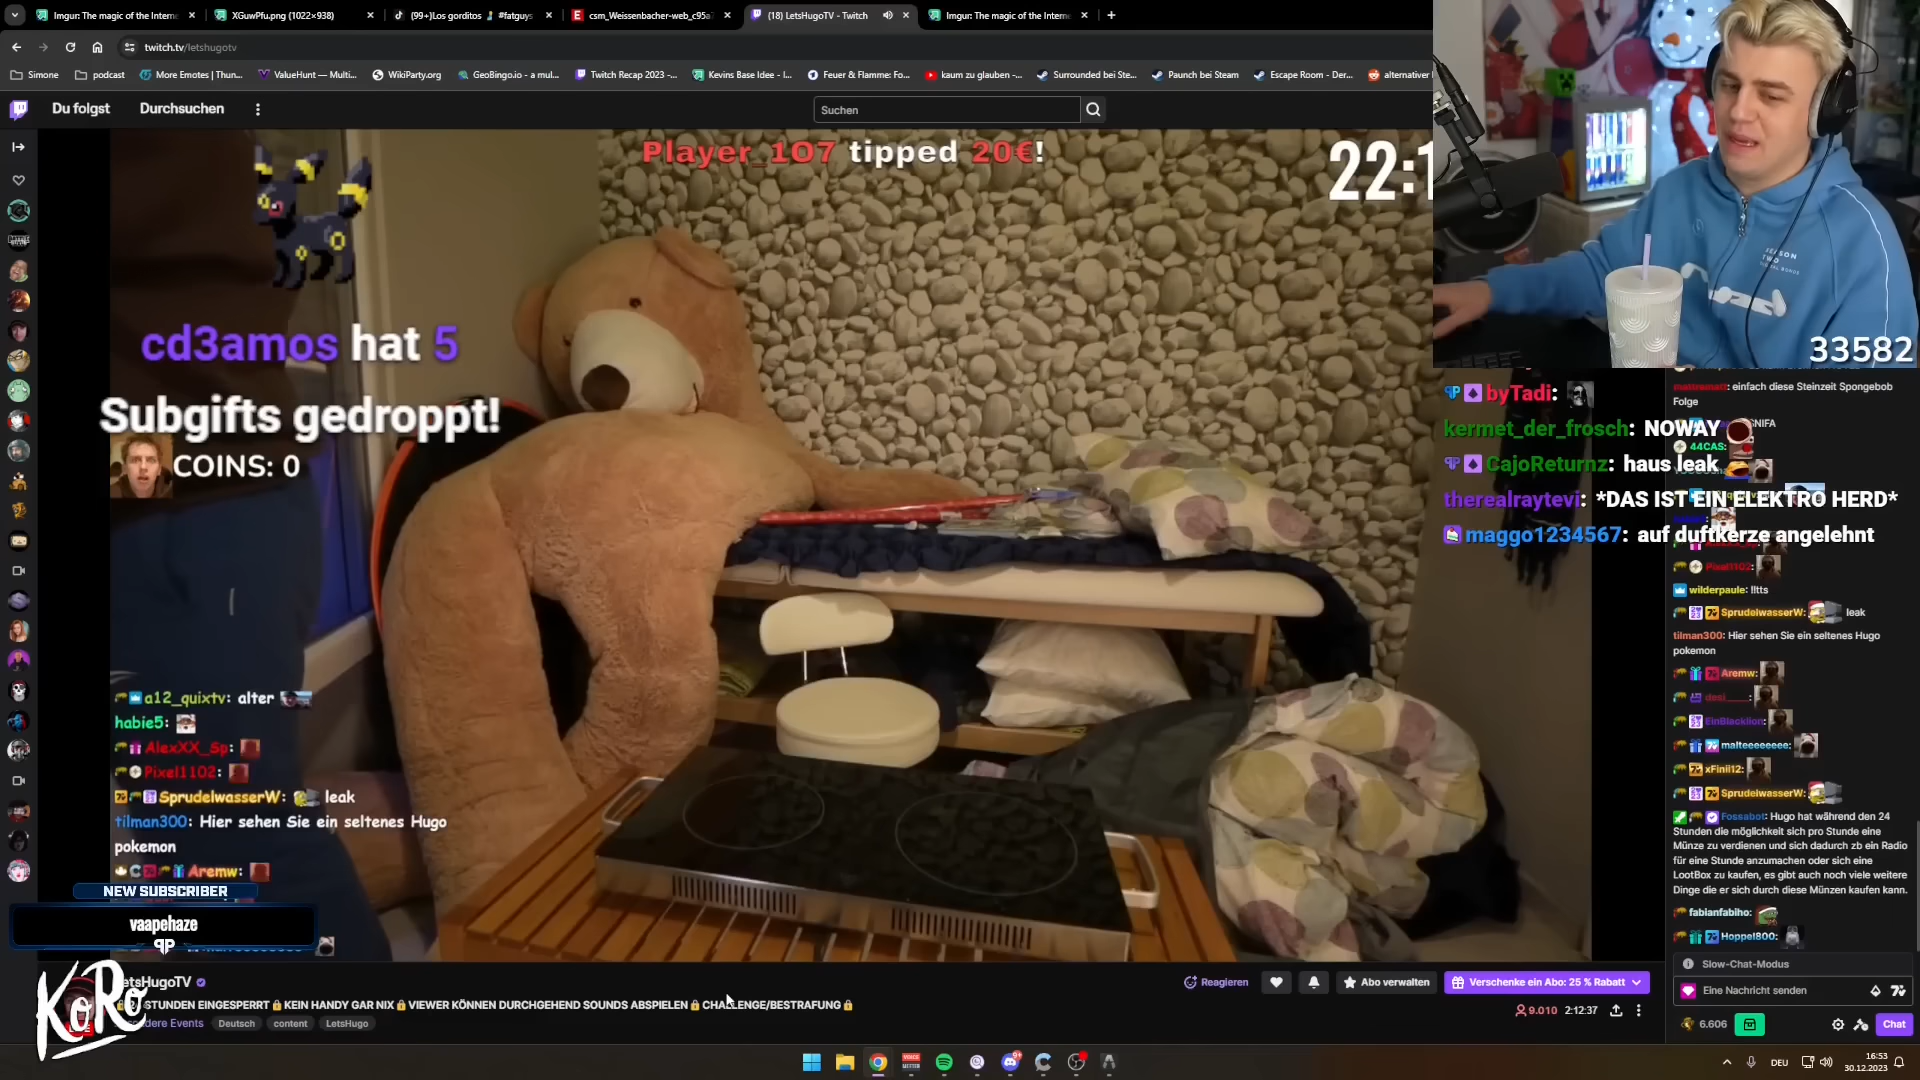 Imgur: The magic of the Intern
XGuwPfu.png (1022×938)
(99+)Los gorditos #fatguys
csm_Weissenbacher-web_c95a
(18) LetsHugoTV - Twitch
Imgur: The magic of the Intern
twitch.tv/letshugotv
Simone
podcast
More Emotes | Thun...
ValueHunt — Multi...
WikiParty.org
GeoBingo.io - a mul...
Twitch Recap 2023 -...
Kevins Base Idee - I...
Feuer & Flamme: Fo...
kaum zu glauben -...
Surrounded bei Ste...
Paunch bei Steam
Escape Room - Der...
alternativer
Du folgst
Durchsuchen
Suchen
Player_107 tipped 20€!
22:1
cd3amos hat 5
Subgifts gedroppt!
COINS: 0
a12_quixtv: alter
habie5:
AlexXX_Sp:
Pixel1102:
SprudelwasserW: leak
tilman300: Hier sehen Sie ein seltenes Hugo
pokemon
Aremw:
NEW SUBSCRIBER
vaapehaze
KoRo
33582
byTadi:
kermet_der_frosch: NOWAY
CajoReturnz: haus leak
therealraytevi: *DAS IST EIN ELEKTRO HERD*
maggo1234567: auf duftkerze angelehnt
einfach diese Steinzeit Spongebob
Folge
44CAS:
Pixel1102:
wilderpaule: !!tts
SprudelwasserW: leak
tilman300: Hier sehen Sie ein seltenes Hugo
pokemon
Aremw:
EinBlacklion:
malteeeeeeee:
xFinii12:
SprudelwasserW:
Fossabot: Hugo hat während den 24
Stunden die möglichkeit sich pro Stunde eine
Münze zu verdienen und sich dadurch zb ein Radio
für eine Stunde anzumachen oder sich eine
LootBox zu kaufen, es gibt auch noch viele weitere
Dinge die er sich durch diese Münzen kaufen kann.
fabianfabiho:
Hoppel800:
Slow-Chat-Modus
Eine Nachricht senden
6.606
Chat
etsHugoTV
STUNDEN EINGESPERRT KEIN HANDY GAR NIX VIEWER KÖNNEN DURCHGEHEND SOUNDS ABSPIELEN CHALLENGE/BESTRAFUNG
ondere Events
Deutsch
content
LetsHugo
Reagieren
Abo verwalten
Verschenke ein Abo: 25 % Rabatt
9.010
2:12:37
DEU
16:53
30.12.2023